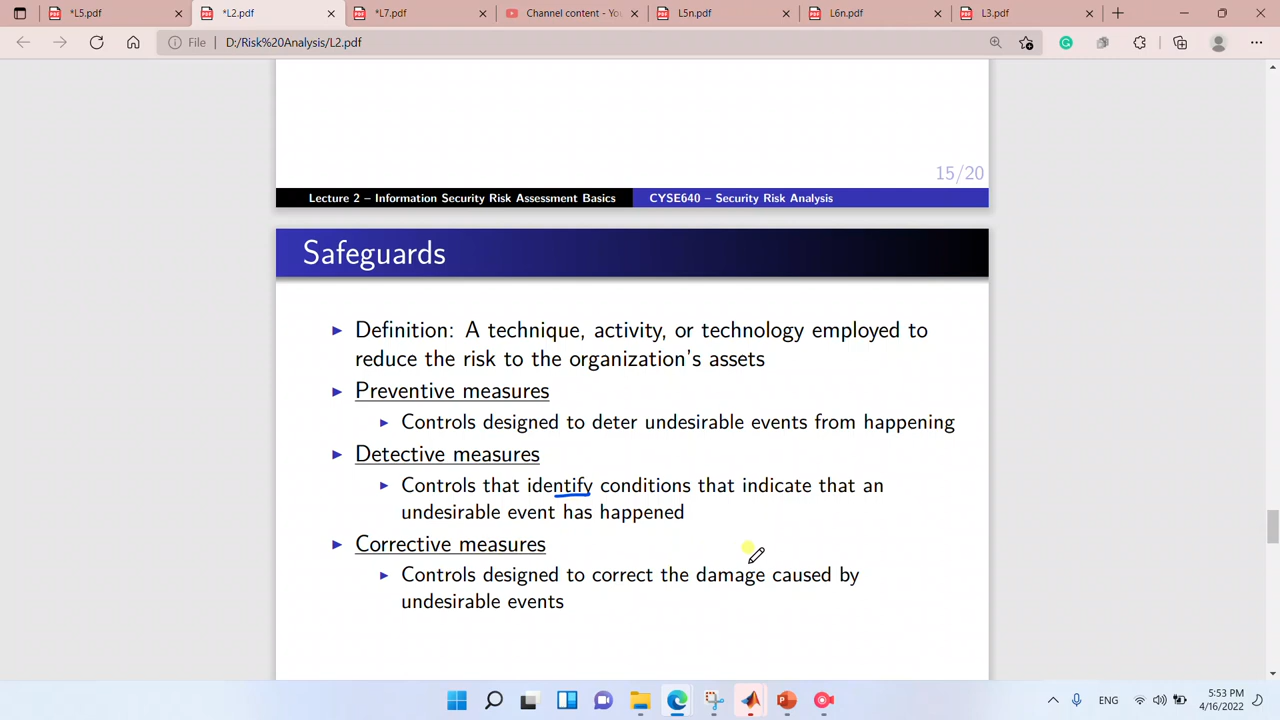 *L5.pdf
*L2.pdf
*L7.pdf
Channel content - You
L5n.pdf
L6n.pdf
L3.pdf
File
D:/Risk%20Analysis/L2.pdf
15/20
Lecture 2 – Information Security Risk Assessment Basics
CYSE640 – Security Risk Analysis
Safeguards
Definition: A technique, activity, or technology employed to
reduce the risk to the organization's assets
Preventive measures
Controls designed to deter undesirable events from happening
Detective measures
Controls that identify conditions that indicate that an
undesirable event has happened
Corrective measures
Controls designed to correct the damage caused by
undesirable events
ENG
5:53 PM
4/16/2022